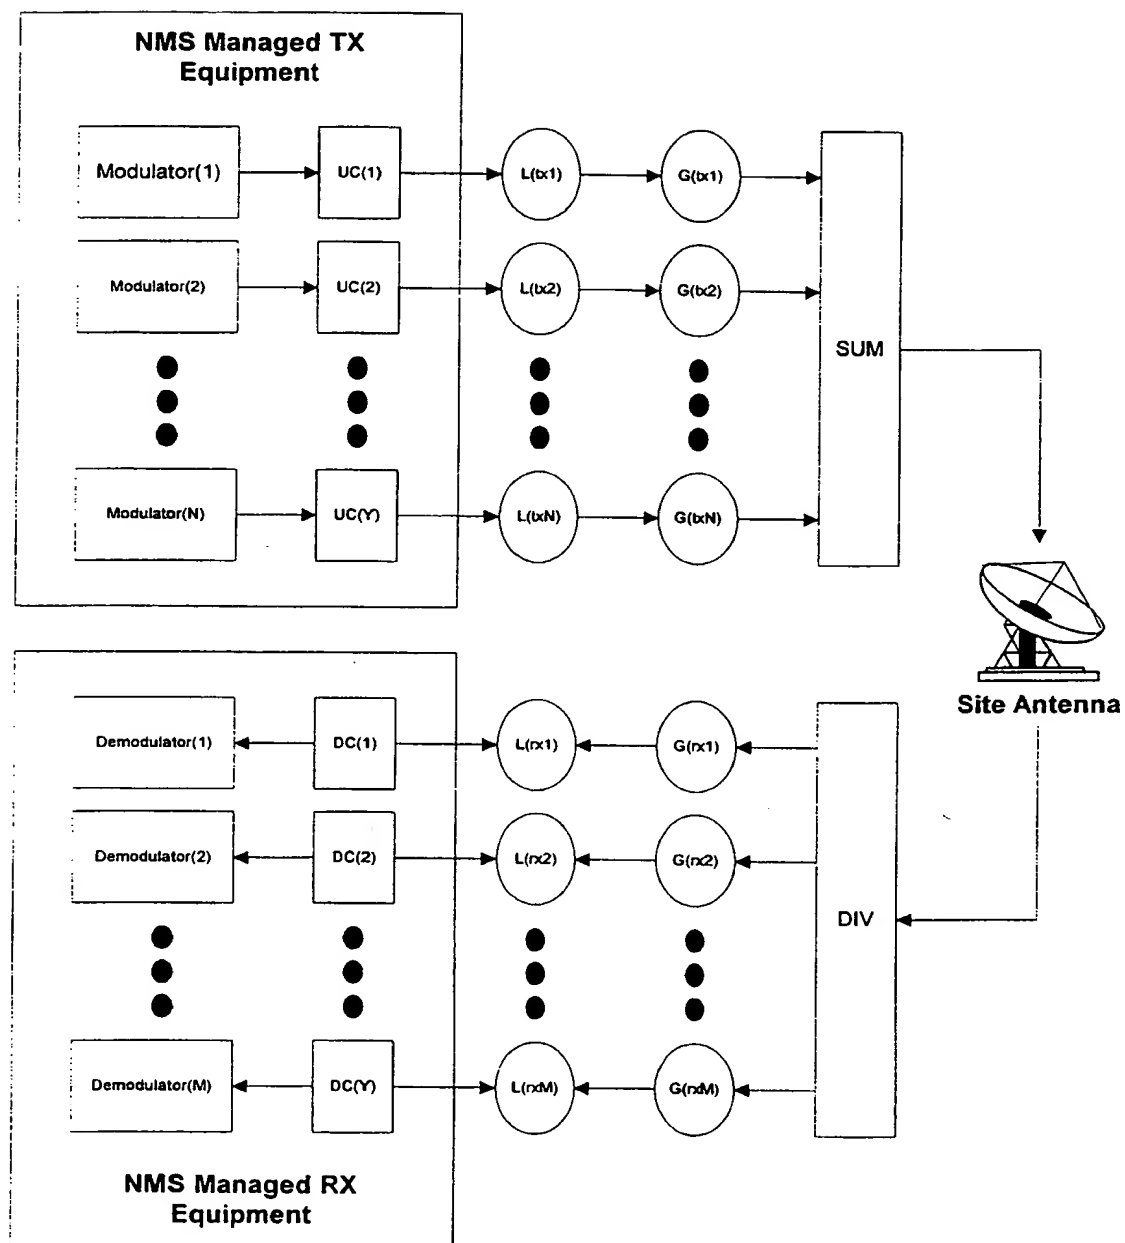 NMS Managed TX
Equipment
Modulator(1)
UC(1)
L(tx1)
G(tx1)
Modulator(2)
UC(2)
L(tx2)
G(tx2)
SUM
Modulator(N)
UC(Y)
L(txN)
G(txN)
Site Antenna
Demodulator(1)
DC(1)
L(rx1)
G(rx1)
Demodulator(2)
DC(2)
L(rx2)
G(rx2)
DIV
Demodulator(M)
DC(Y)
L(rxM)
G(rxM)
NMS Managed RX
Equipment